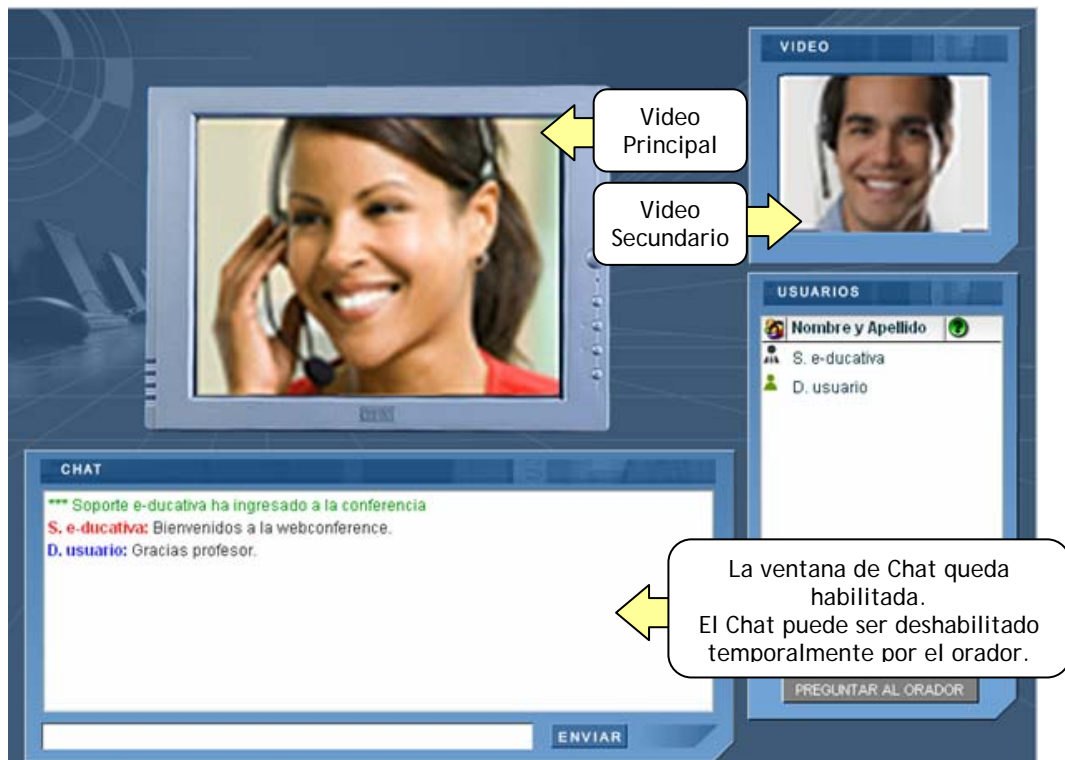 VIDEO
Video
Principal
Video
Secundario
USUARIOS
Nombre y Apellido
S. e-ducativa
D. usuario
CHAT
*** Soporte e-ducativa ha ingresado a la conferencia
S. e-ducativa: Bienvenidos a la webconference.
D. usuario: Gracias profesor.
La ventana de Chat queda
habilitada.
El Chat puede ser deshabilitado
temporalmente por el orador.
PREGUNTAR AL ORADOR
ENVIAR